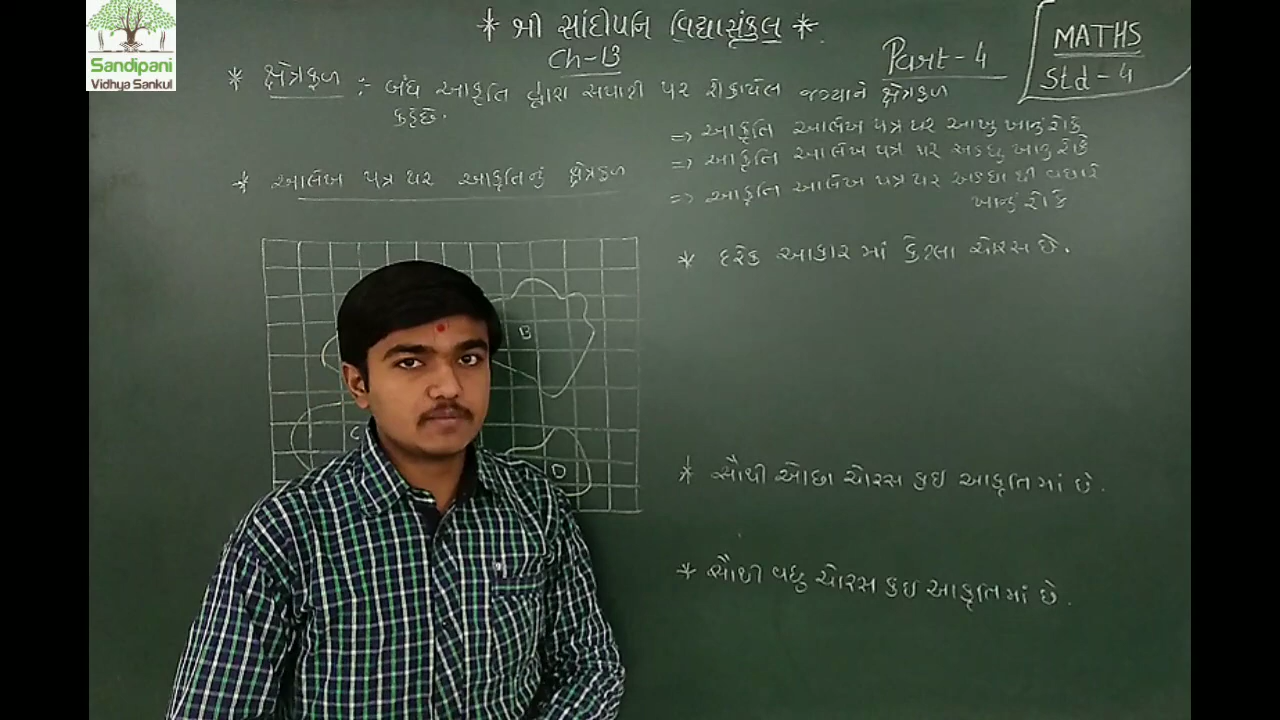 Sandipani
Vidhya Sankul
* શ્રી સાંદીપનિ વિદ્યાસંકુલ *
Ch-13
Part - 4
MATHS
Std - 4
* ક્ષેત્રફળ :- બંધ આકૃતિ દ્વારા સપાટી પર રોકાયેલ જગ્યાને ક્ષેત્રફળ
કહે છે.
* આલેખ પત્ર પર આકૃતિનું ક્ષેત્રફળ
=> આકૃતિ આલેખ પત્ર પર આખુ ખાનું રોકે
=> આકૃતિ આલેખ પત્ર પર અડધુ ખાનુ રોકે
=> આકૃતિ આલેખ પત્ર પર અડધા થી વધારે
ખાનું રોકે
* દરેક આકાર માં કેટલા ચોરસ છે.
B
C
D
* સૌથી ઓછા ચોરસ કઇ આકૃતિ માં છે.
* સૌથી વધુ ચોરસ કઇ આકૃતિ માં છે.